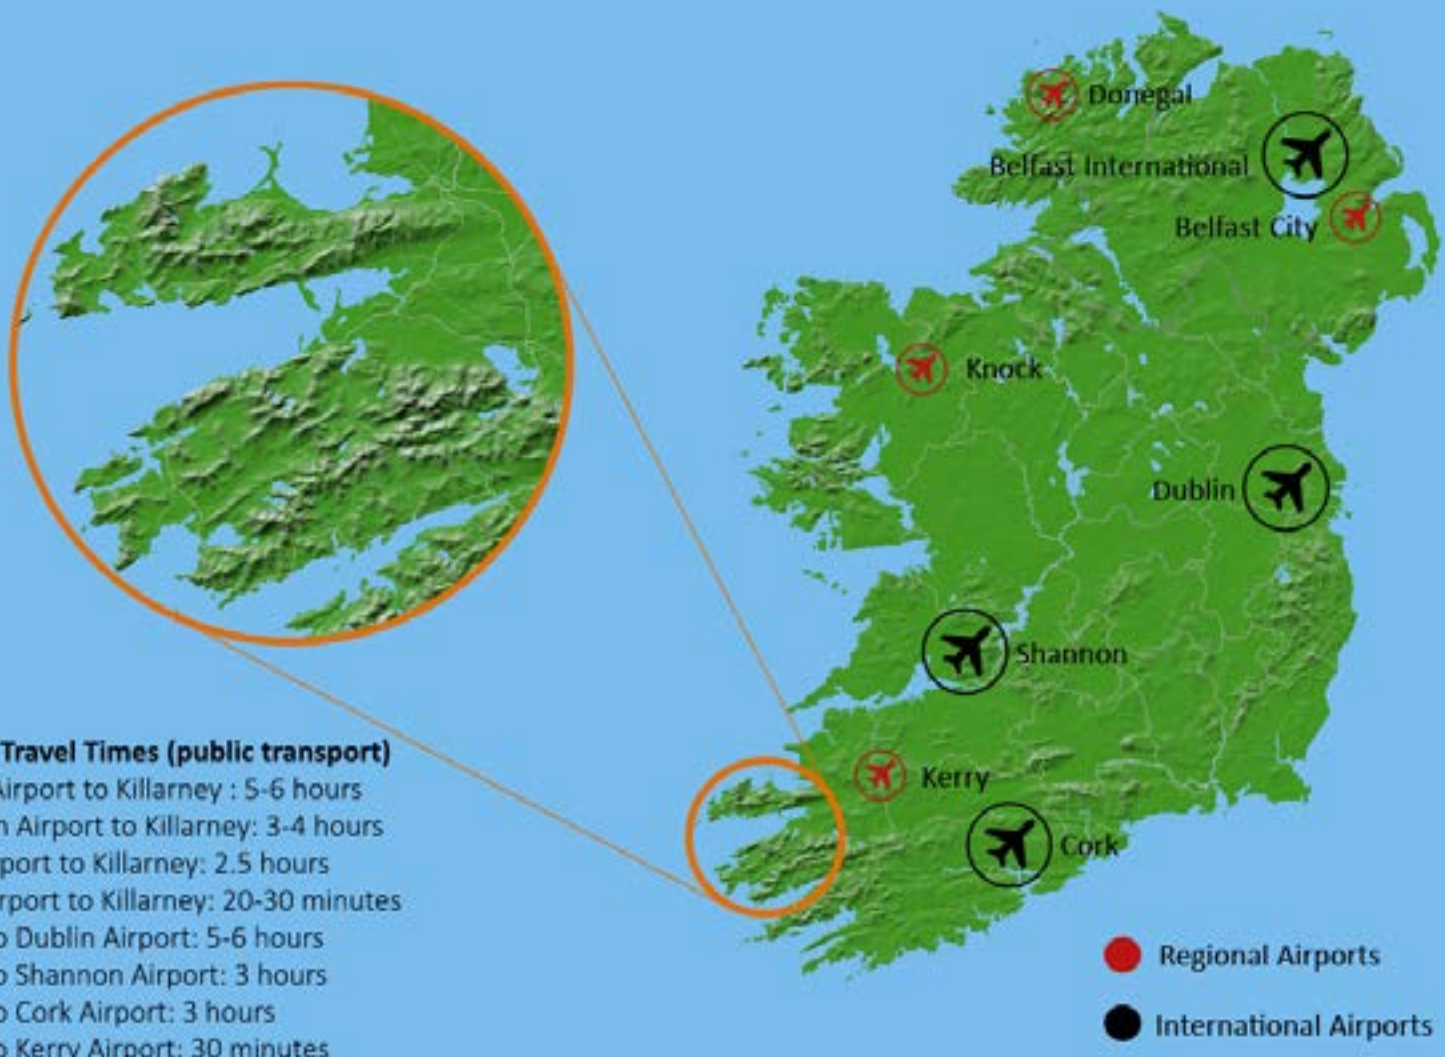 Donegal
Belfast International
Belfast City
Knock
Dublin
Shannon
Kerry
Cork
Travel Times (public transport)
Airport to Killarney : 5-6 hours
n Airport to Killarney: 3-4 hours
port to Killarney: 2.5 hours
rport to Killarney: 20-30 minutes
o Dublin Airport: 5-6 hours
o Shannon Airport: 3 hours
o Cork Airport: 3 hours
o Kerry Airport: 30 minutes
Regional Airports
International Airports